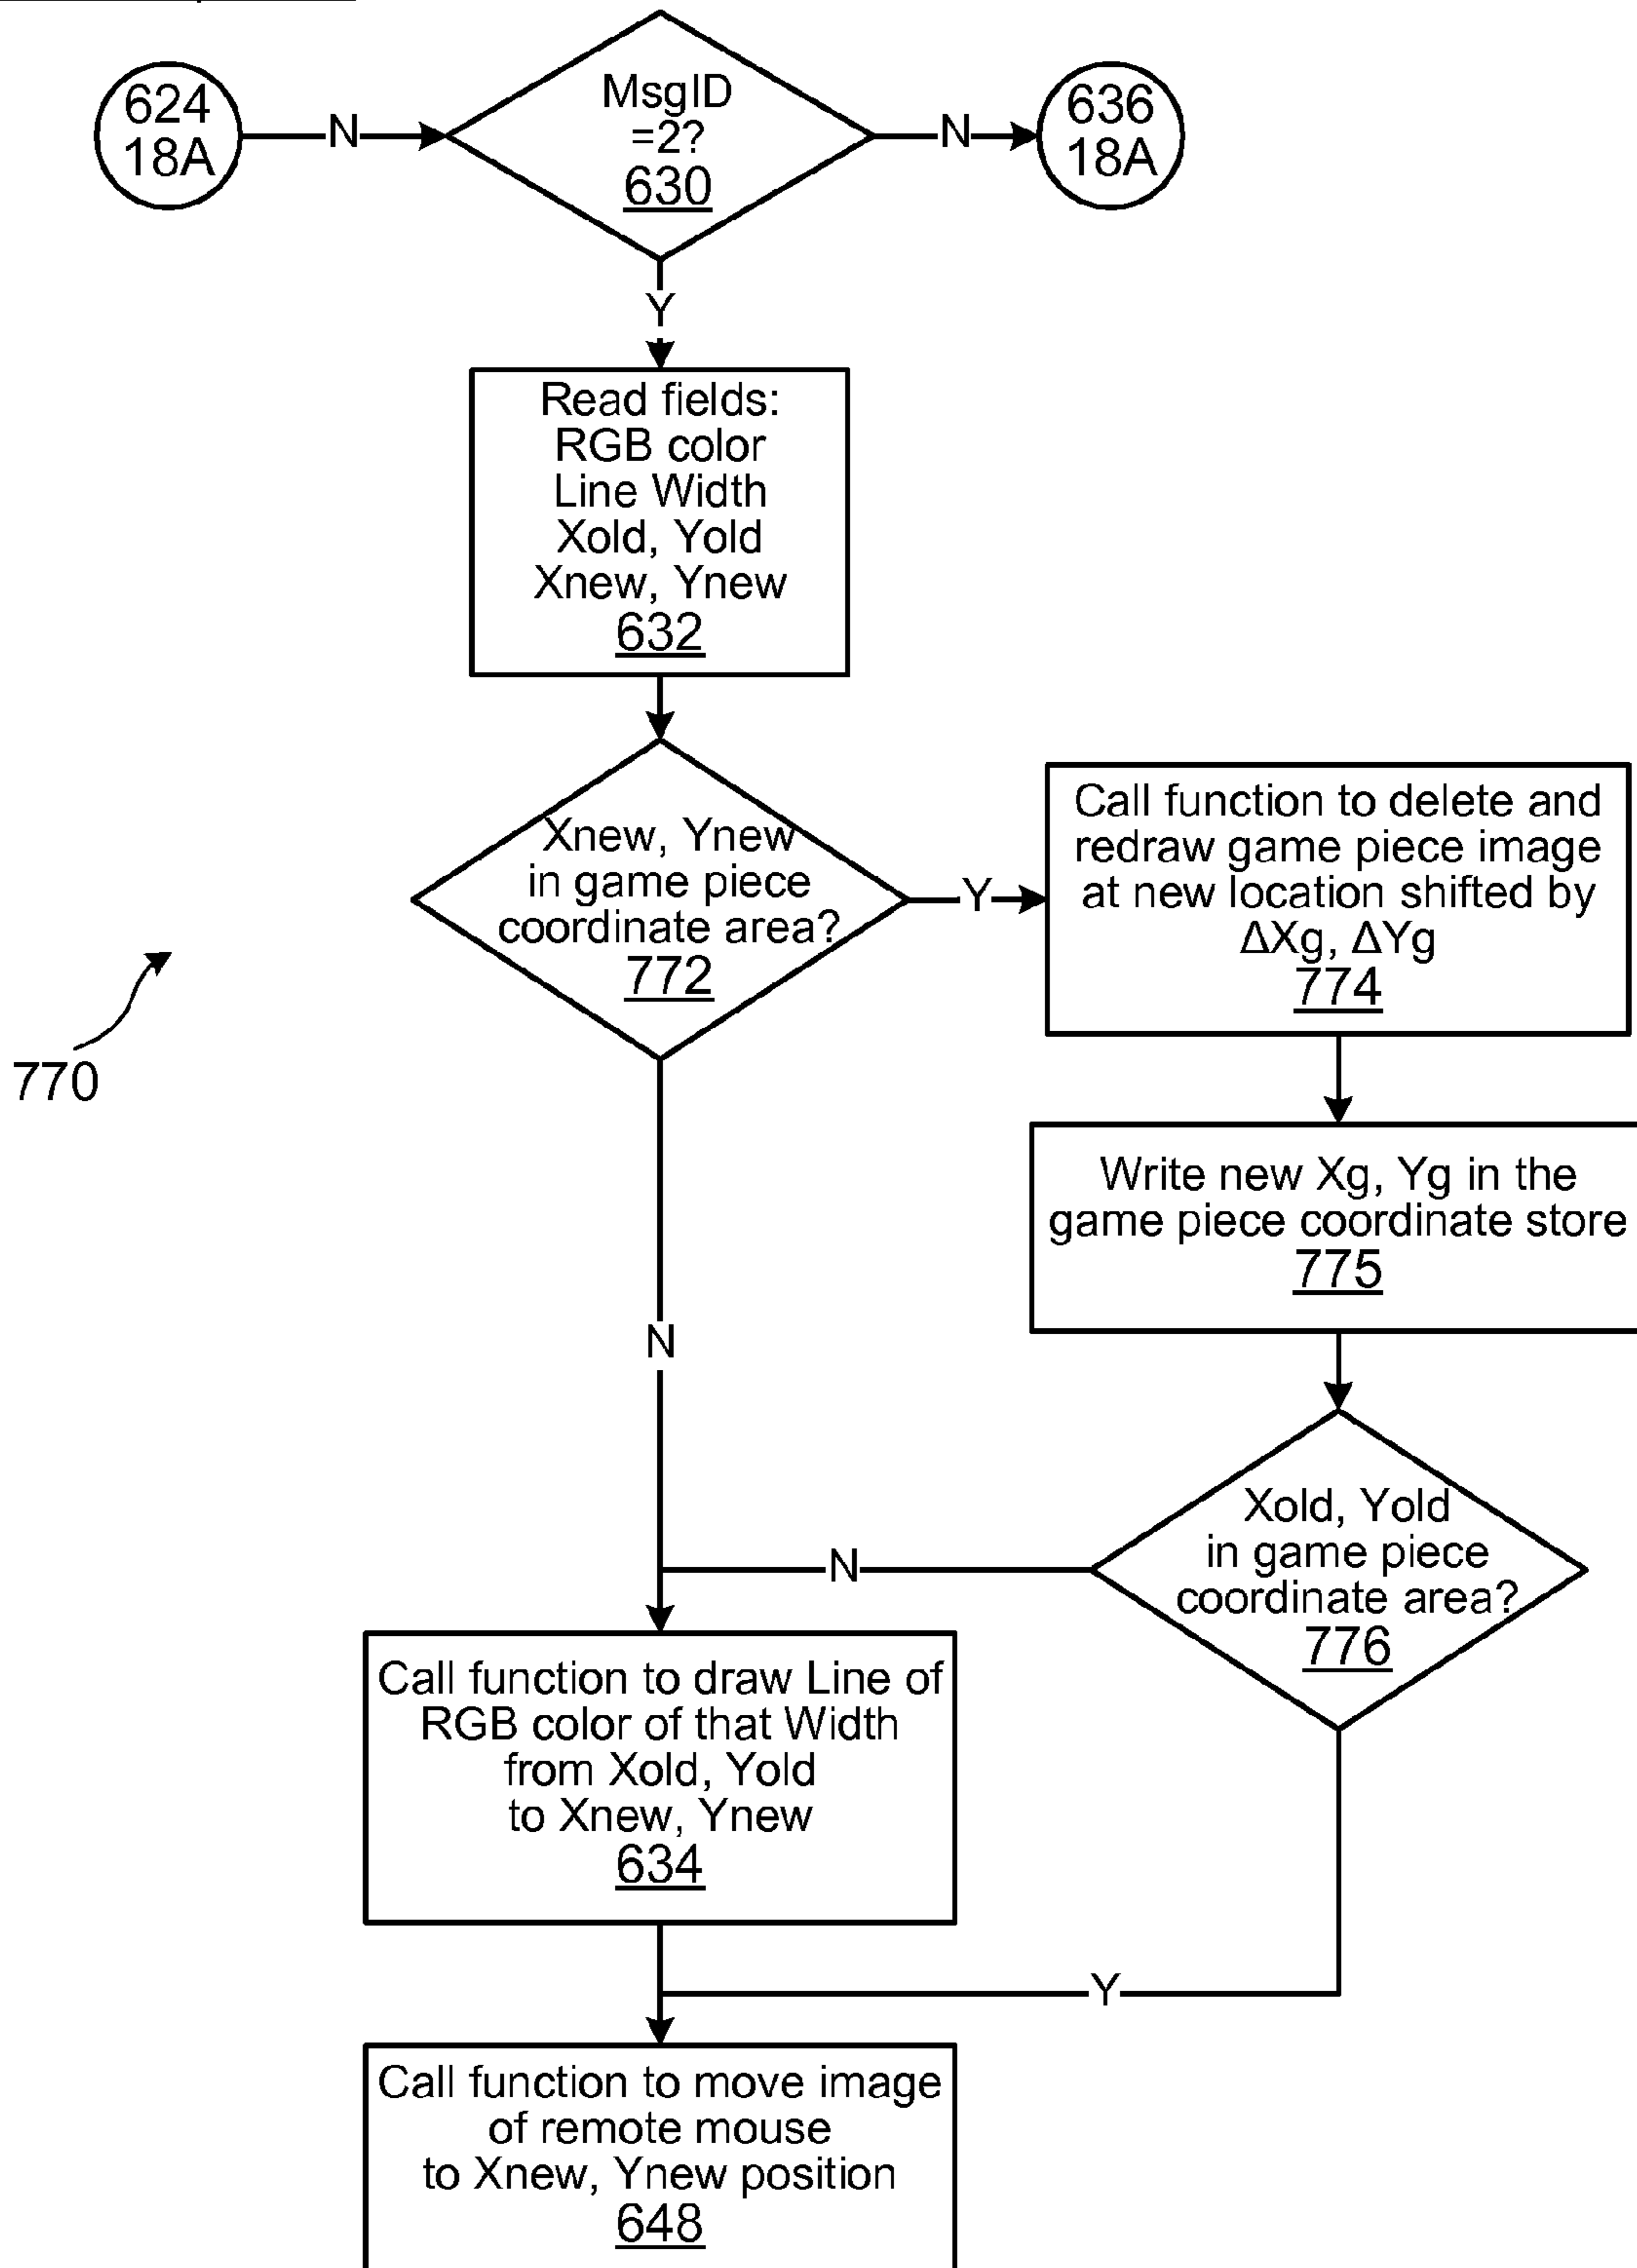 624
18A
N
MsgID
=2?
630
N
636
18A
Y
Read fields:
RGB color
Line Width
Xold, Yold
Xnew, Ynew
632
Xnew, Ynew
in game piece
coordinate area?
772
Y
Call function to delete and
redraw game piece image
at new location shifted by
ΔXg, ΔYg
774
770
Write new Xg, Yg in the
game piece coordinate store
775
N
Xold, Yold
in game piece
coordinate area?
776
N
Call function to draw Line of
RGB color of that Width
from Xold, Yold
to Xnew, Ynew
634
Y
Call function to move image
of remote mouse
to Xnew, Ynew position
648